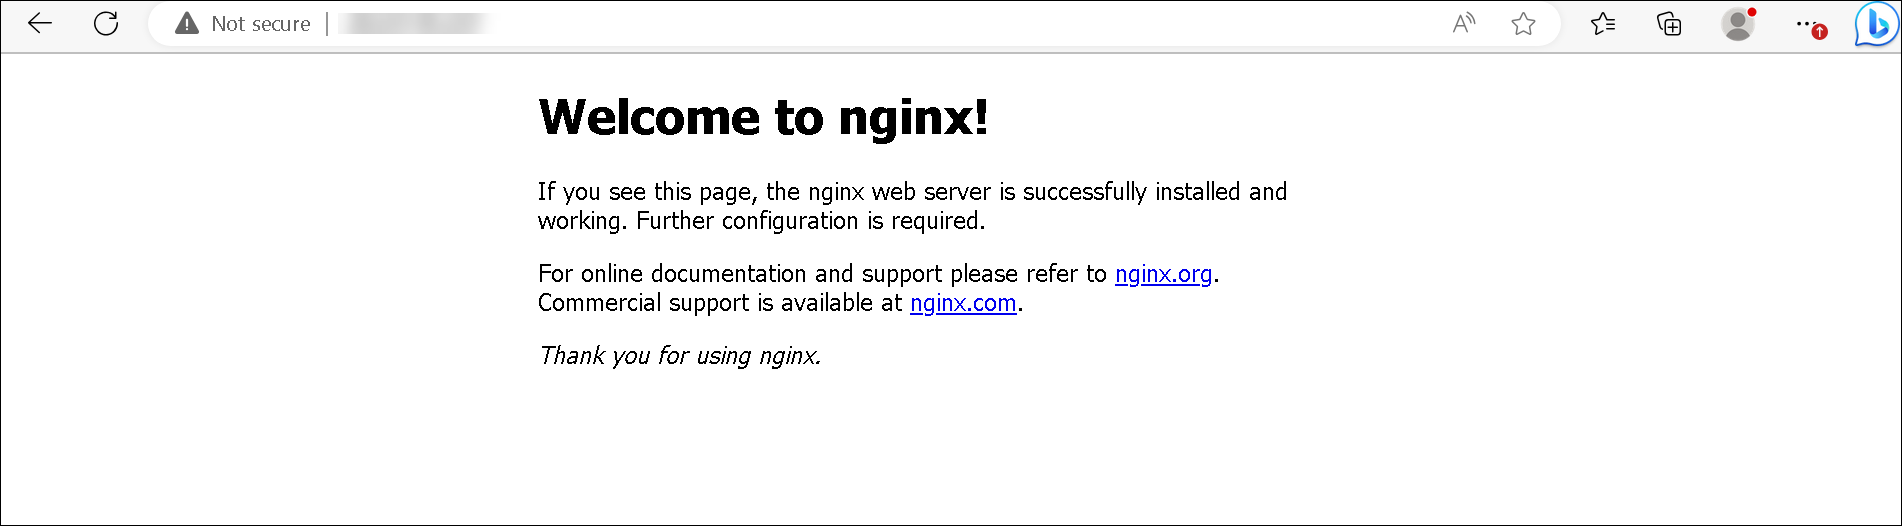 Not secure
Welcome to nginx!
If you see this page, the nginx web server is successfully installed and
working. Further configuration is required.
For online documentation and support please refer to nginx.org.
Commercial support is available at nginx.com.
Thank you for using nginx.